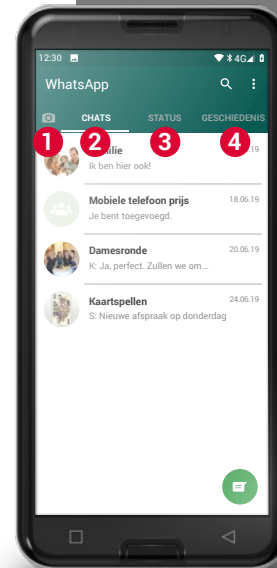 12:30 4G
WhatsApp
CHATS STATUS GESCHIEDENIS
1 2 3 4
ilie 19
Ik ben hier ook!
Mobiele telefoon prijs 18.06.19
Je bent toegevoegd.
Damesronde 20.06.19
K: Ja, perfect. Zullen we om...
Kaartspellen 24.06.19
S: Nieuwe afspraak op donderdag